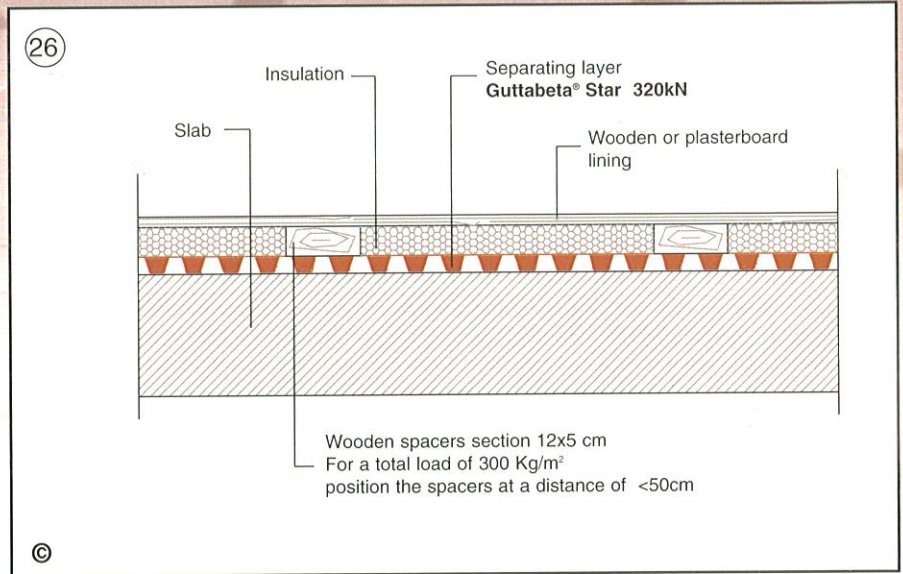 26
Insulation
Separating layer
Guttabeta® Star 320kN
Slab
Wooden or plasterboard
lining
Wooden spacers section 12x5 cm
For a total load of 300 Kg/m²
position the spacers at a distance of <50cm
©